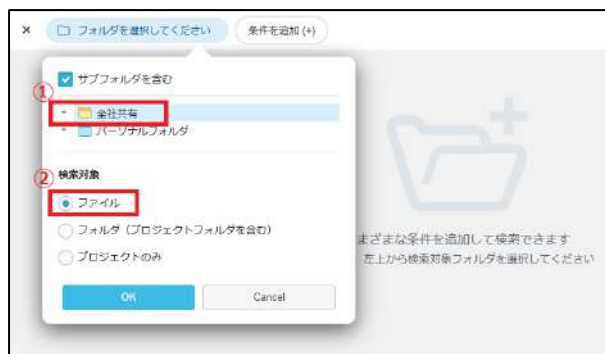 × フォルダを選択してください 条件を追加 (+)
サブフォルダを含む
①
全社共有
パーソナルフォルダ
② 検索対象
ファイル
フォルダ (プロジェクトフォルダを含む)
プロジェクトのみ
OK Cancel
まざまな条件を追加して検索できます
左上から検索対象フォルダを選択してください